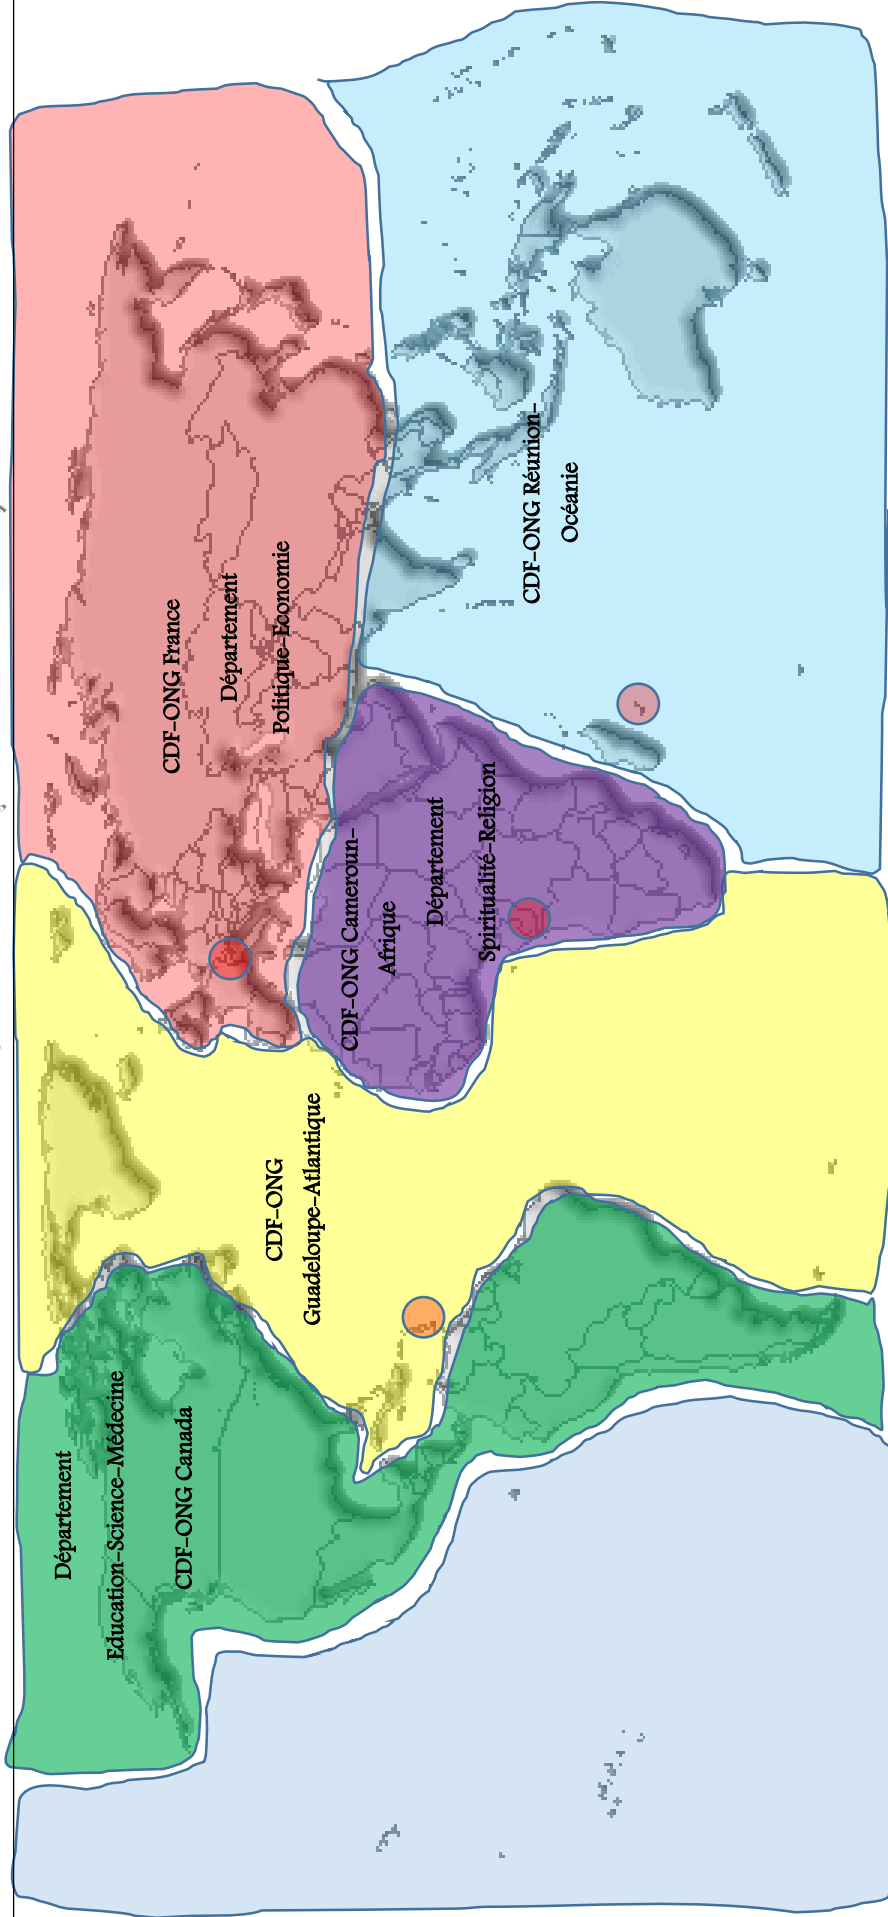 Département
Education-Science-Médecine
CDF-ONG Canada
CDF-ONG
Guadeloupe-Atlantique
CDF-ONG Cameroun-
Afrique
Département
Spiritualité-Religion
CDF-ONG France
Département
Politique-Economie
CDF-ONG Réunion-
Océanie